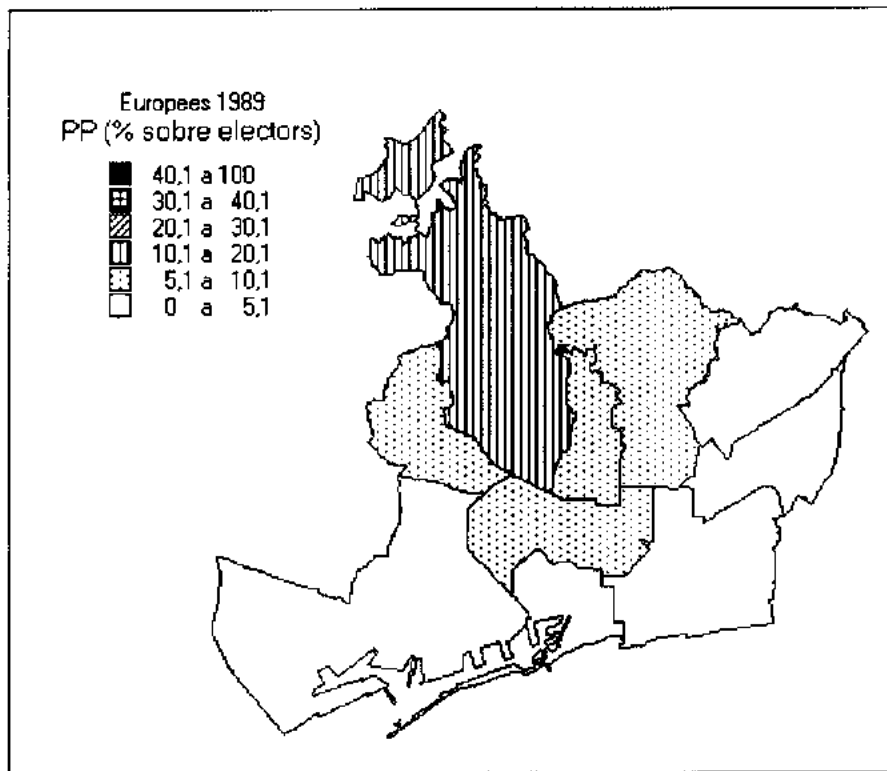 Europees 1989
PP (% sobre electors)
40,1 a 100
30,1 a 40,1
20,1 a 30,1
10,1 a 20,1
5,1 a 10,1
0 a 5,1